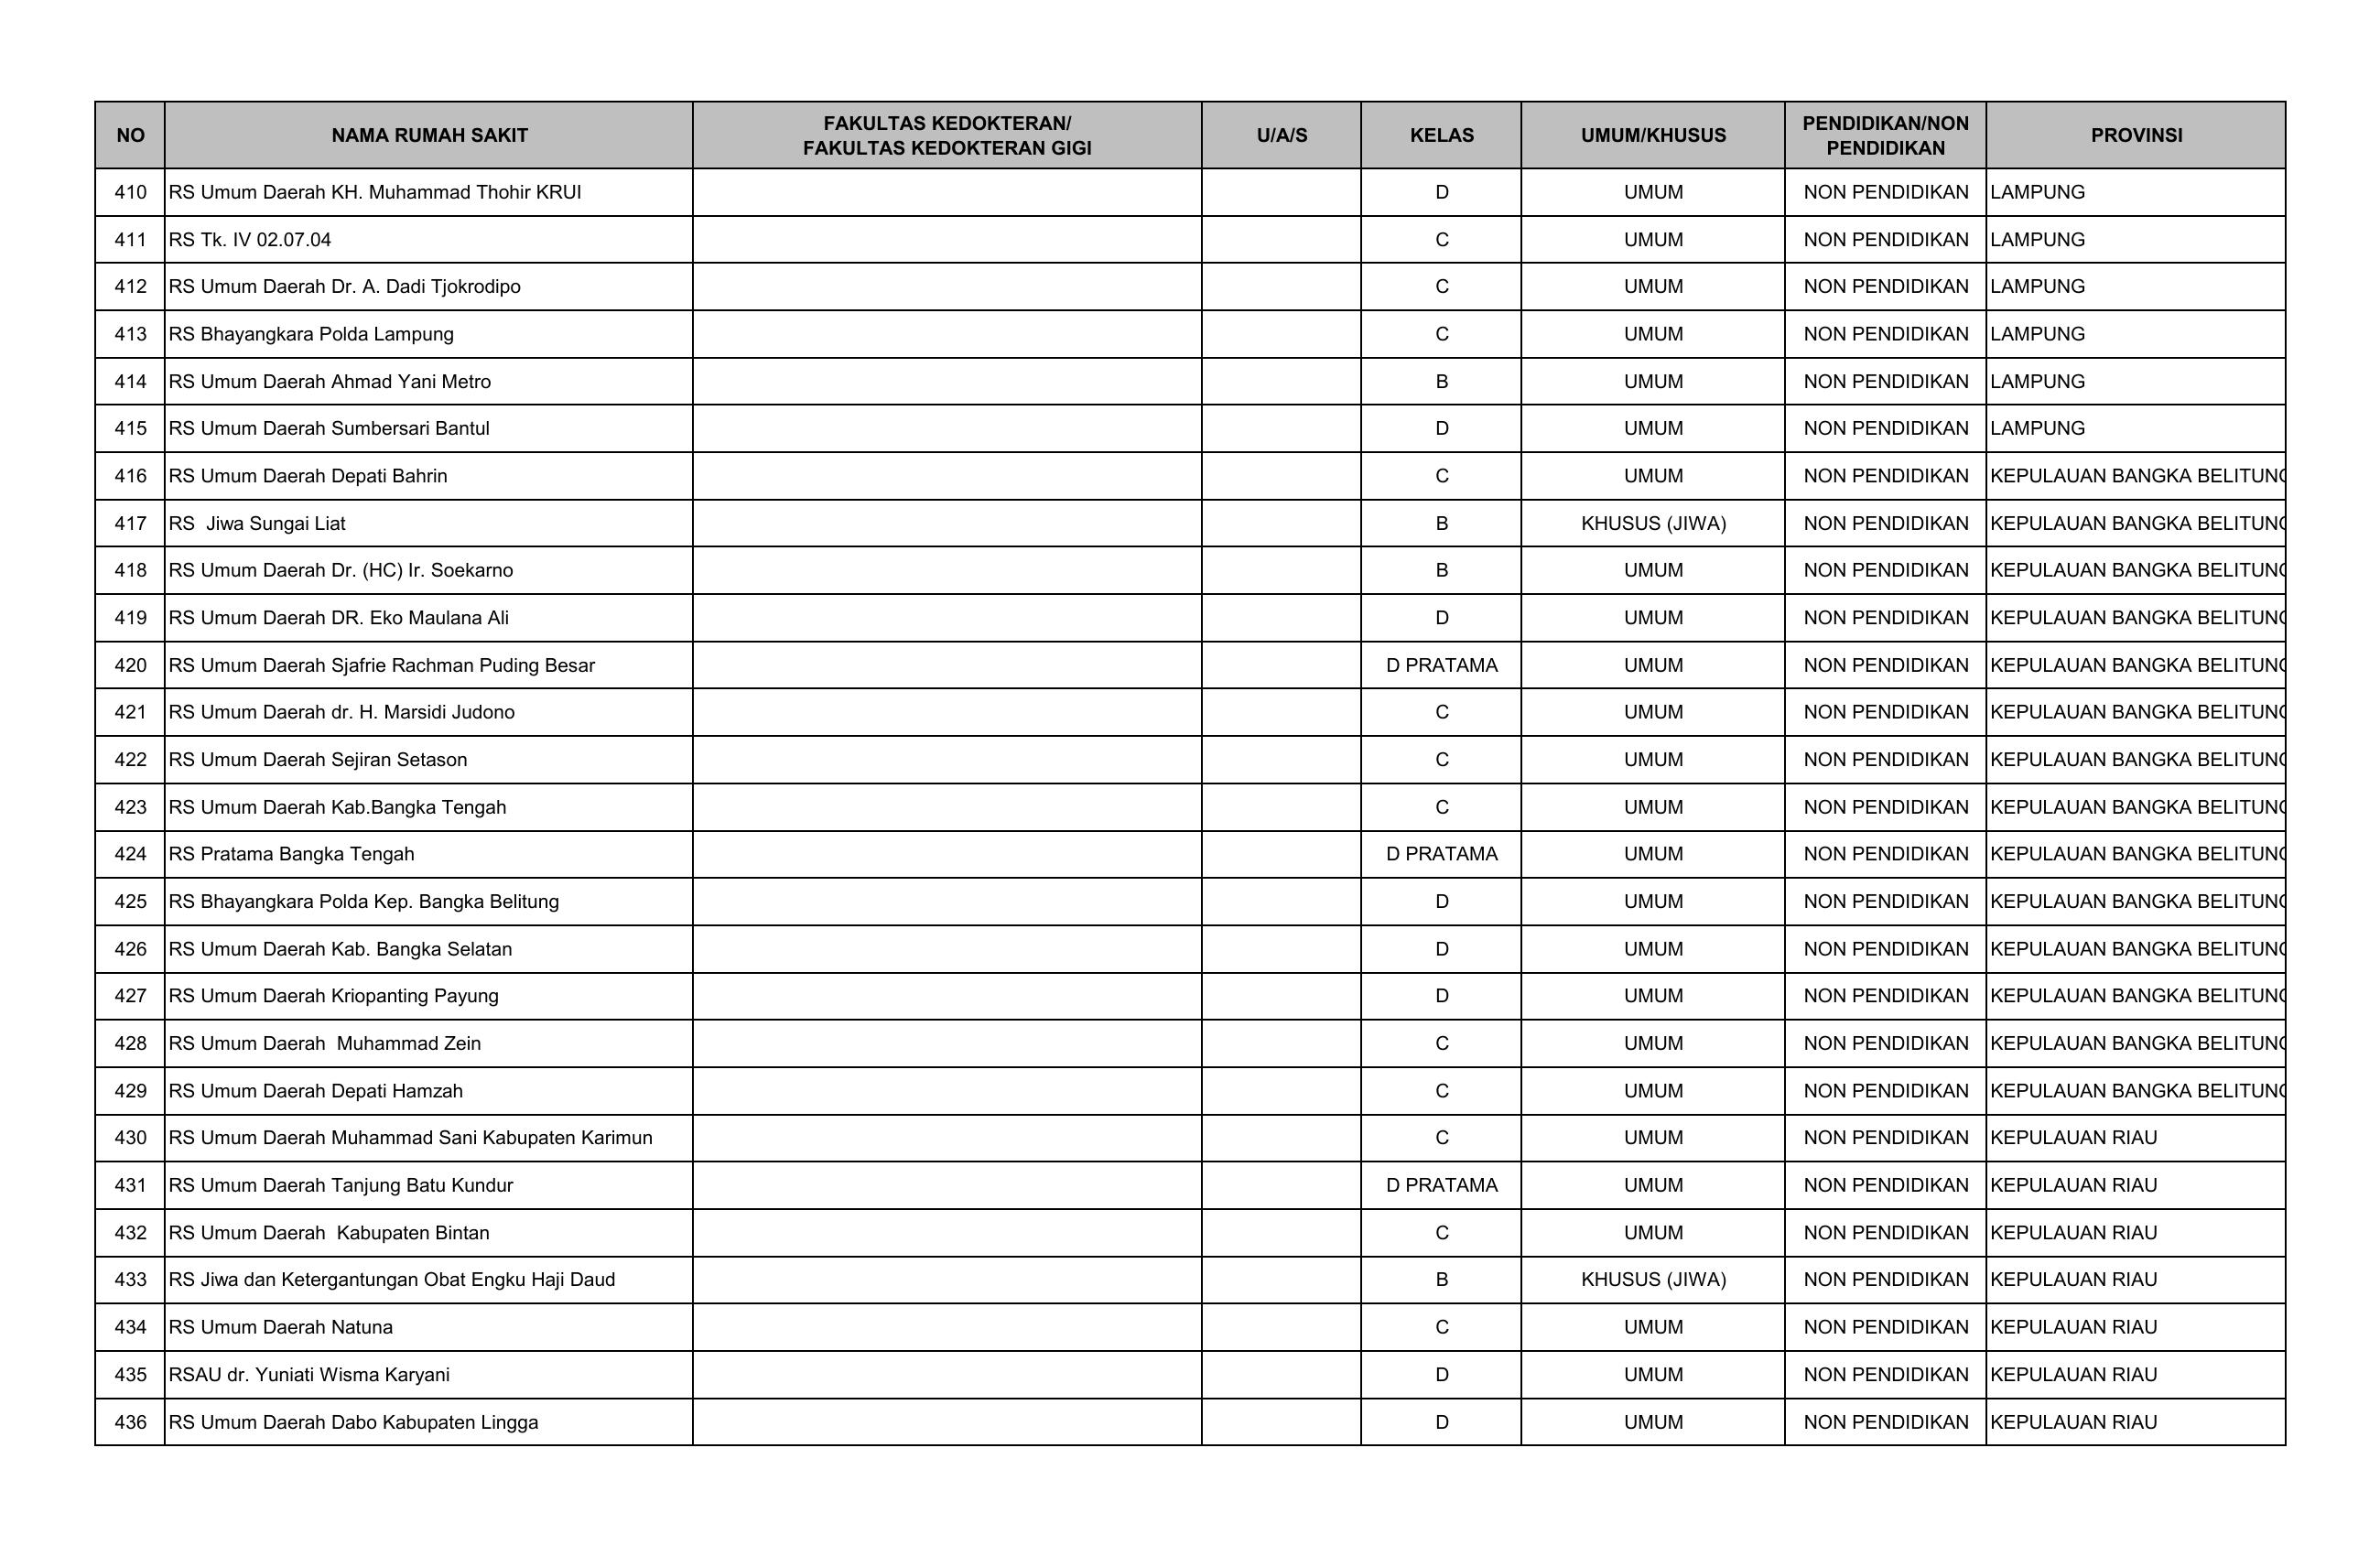 NO NAMA RUMAH SAKIT FAKULTAS KEDOKTERAN/ FAKULTAS KEDOKTERAN GIGI U/A/S KELAS UMUM/KHUSUS PENDIDIKAN/NON PENDIDIKAN PROVINSI
410 RS Umum Daerah KH. Muhammad Thohir KRUI D UMUM NON PENDIDIKAN LAMPUNG
411 RS Tk. IV 02.07.04 C UMUM NON PENDIDIKAN LAMPUNG
412 RS Umum Daerah Dr. A. Dadi Tjokrodipo C UMUM NON PENDIDIKAN LAMPUNG
413 RS Bhayangkara Polda Lampung C UMUM NON PENDIDIKAN LAMPUNG
414 RS Umum Daerah Ahmad Yani Metro B UMUM NON PENDIDIKAN LAMPUNG
415 RS Umum Daerah Sumbersari Bantul D UMUM NON PENDIDIKAN LAMPUNG
416 RS Umum Daerah Depati Bahrin C UMUM NON PENDIDIKAN KEPULAUAN BANGKA BELITUNG
417 RS Jiwa Sungai Liat B KHUSUS (JIWA) NON PENDIDIKAN KEPULAUAN BANGKA BELITUNG
418 RS Umum Daerah Dr. (HC) Ir. Soekarno B UMUM NON PENDIDIKAN KEPULAUAN BANGKA BELITUNG
419 RS Umum Daerah DR. Eko Maulana Ali D UMUM NON PENDIDIKAN KEPULAUAN BANGKA BELITUNG
420 RS Umum Daerah Sjafrie Rachman Puding Besar D PRATAMA UMUM NON PENDIDIKAN KEPULAUAN BANGKA BELITUNG
421 RS Umum Daerah dr. H. Marsidi Judono C UMUM NON PENDIDIKAN KEPULAUAN BANGKA BELITUNG
422 RS Umum Daerah Sejiran Setason C UMUM NON PENDIDIKAN KEPULAUAN BANGKA BELITUNG
423 RS Umum Daerah Kab.Bangka Tengah C UMUM NON PENDIDIKAN KEPULAUAN BANGKA BELITUNG
424 RS Pratama Bangka Tengah D PRATAMA UMUM NON PENDIDIKAN KEPULAUAN BANGKA BELITUNG
425 RS Bhayangkara Polda Kep. Bangka Belitung D UMUM NON PENDIDIKAN KEPULAUAN BANGKA BELITUNG
426 RS Umum Daerah Kab. Bangka Selatan D UMUM NON PENDIDIKAN KEPULAUAN BANGKA BELITUNG
427 RS Umum Daerah Kriopanting Payung D UMUM NON PENDIDIKAN KEPULAUAN BANGKA BELITUNG
428 RS Umum Daerah Muhammad Zein C UMUM NON PENDIDIKAN KEPULAUAN BANGKA BELITUNG
429 RS Umum Daerah Depati Hamzah C UMUM NON PENDIDIKAN KEPULAUAN BANGKA BELITUNG
430 RS Umum Daerah Muhammad Sani Kabupaten Karimun C UMUM NON PENDIDIKAN KEPULAUAN RIAU
431 RS Umum Daerah Tanjung Batu Kundur D PRATAMA UMUM NON PENDIDIKAN KEPULAUAN RIAU
432 RS Umum Daerah Kabupaten Bintan C UMUM NON PENDIDIKAN KEPULAUAN RIAU
433 RS Jiwa dan Ketergantungan Obat Engku Haji Daud B KHUSUS (JIWA) NON PENDIDIKAN KEPULAUAN RIAU
434 RS Umum Daerah Natuna C UMUM NON PENDIDIKAN KEPULAUAN RIAU
435 RSAU dr. Yuniati Wisma Karyani D UMUM NON PENDIDIKAN KEPULAUAN RIAU
436 RS Umum Daerah Dabo Kabupaten Lingga D UMUM NON PENDIDIKAN KEPULAUAN RIAU